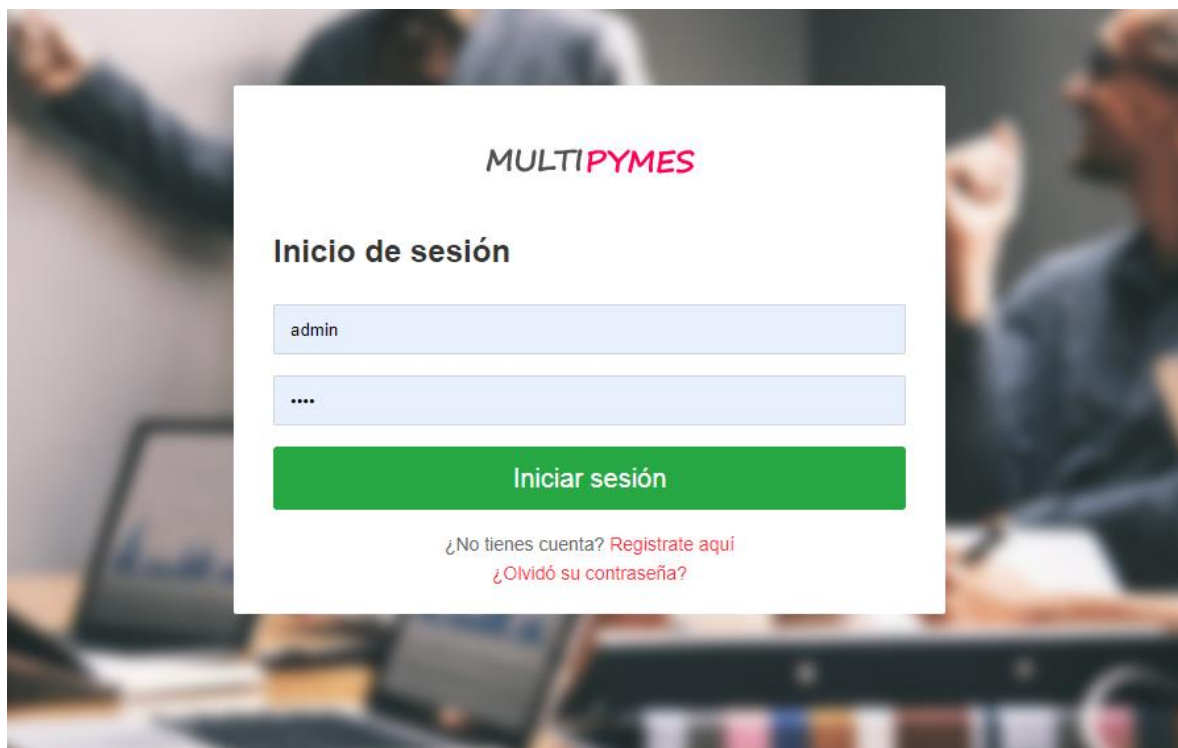 MULTIPYMES
Inicio de sesión
admin
••••
Iniciar sesión
¿No tienes cuenta? Registrate aquí
¿Olvidó su contraseña?